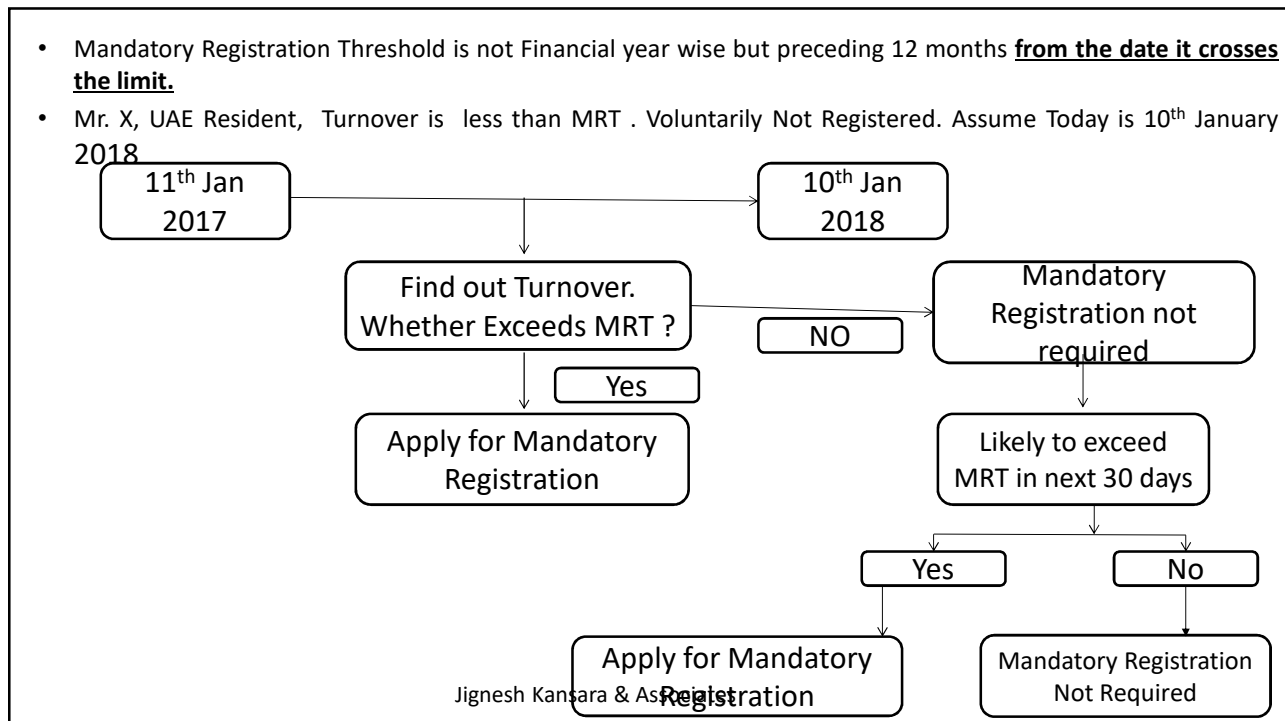 • Mandatory Registration Threshold is not Financial year wise but preceding 12 months from the date it crosses
the limit.
• Mr. X, UAE Resident, Turnover is less than MRT . Voluntarily Not Registered. Assume Today is 10th January
2018
11th Jan
2017
10th Jan
2018
Find out Turnover.
Whether Exceeds MRT ?
NO
Mandatory
Registration not
required
Yes
Apply for Mandatory
Registration
Likely to exceed
MRT in next 30 days
Yes
No
Apply for Mandatory
Registration
Mandatory Registration
Not Required
Jignesh Kansara & Associates